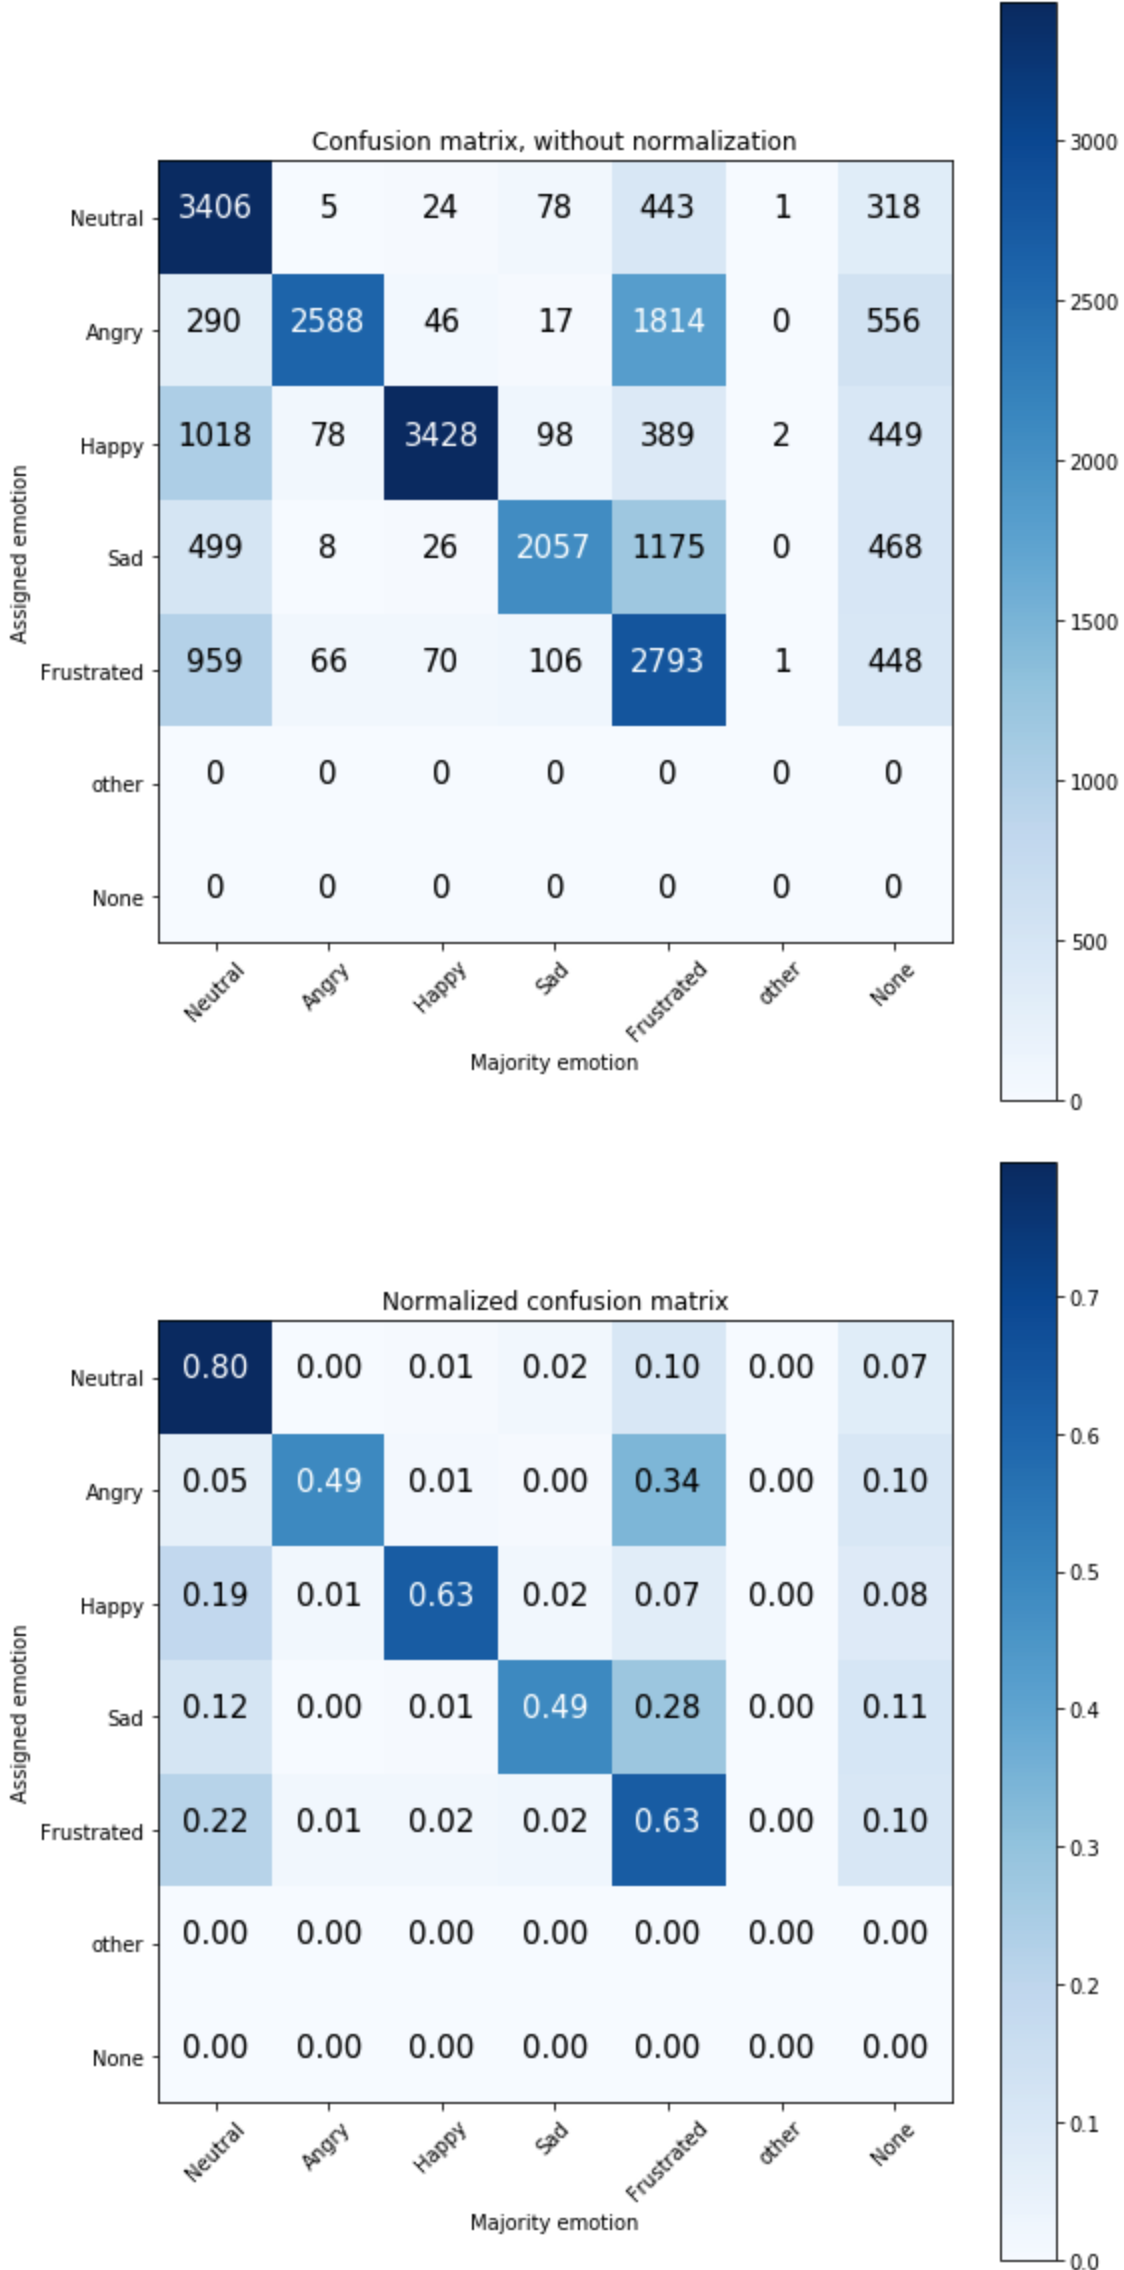 Confusion matrix, without normalization
Neutral 3406 5 24 78 443 1 318
Angry 290 2588 46 17 1814 0 556
Happy 1018 78 3428 98 389 2 449
Sad 499 8 26 2057 1175 0 468
Frustrated 959 66 70 106 2793 1 448
other 0 0 0 0 0 0 0
None 0 0 0 0 0 0 0
Neutral Angry Happy Sad Frustrated other None
Majority emotion
Assigned emotion
3000
2500
2000
1500
1000
500
0
Normalized confusion matrix
Neutral 0.80 0.00 0.01 0.02 0.10 0.00 0.07
Angry 0.05 0.49 0.01 0.00 0.34 0.00 0.10
Happy 0.19 0.01 0.63 0.02 0.07 0.00 0.08
Sad 0.12 0.00 0.01 0.49 0.28 0.00 0.11
Frustrated 0.22 0.01 0.02 0.02 0.63 0.00 0.10
other 0.00 0.00 0.00 0.00 0.00 0.00 0.00
None 0.00 0.00 0.00 0.00 0.00 0.00 0.00
Neutral Angry Happy Sad Frustrated other None
Majority emotion
Assigned emotion
0.7
0.6
0.5
0.4
0.3
0.2
0.1
0.0